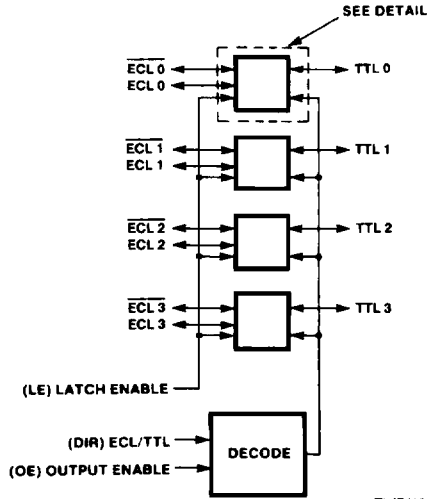 SEE DETAIL
ECL 0 TTL 0
ECL 0
ECL 1 TTL 1
ECL 1
ECL 2 TTL 2
ECL 2
ECL 3 TTL 3
ECL 3
(LE) LATCH ENABLE
(DIR) ECL/TTL
DECODE
(OE) OUTPUT ENABLE